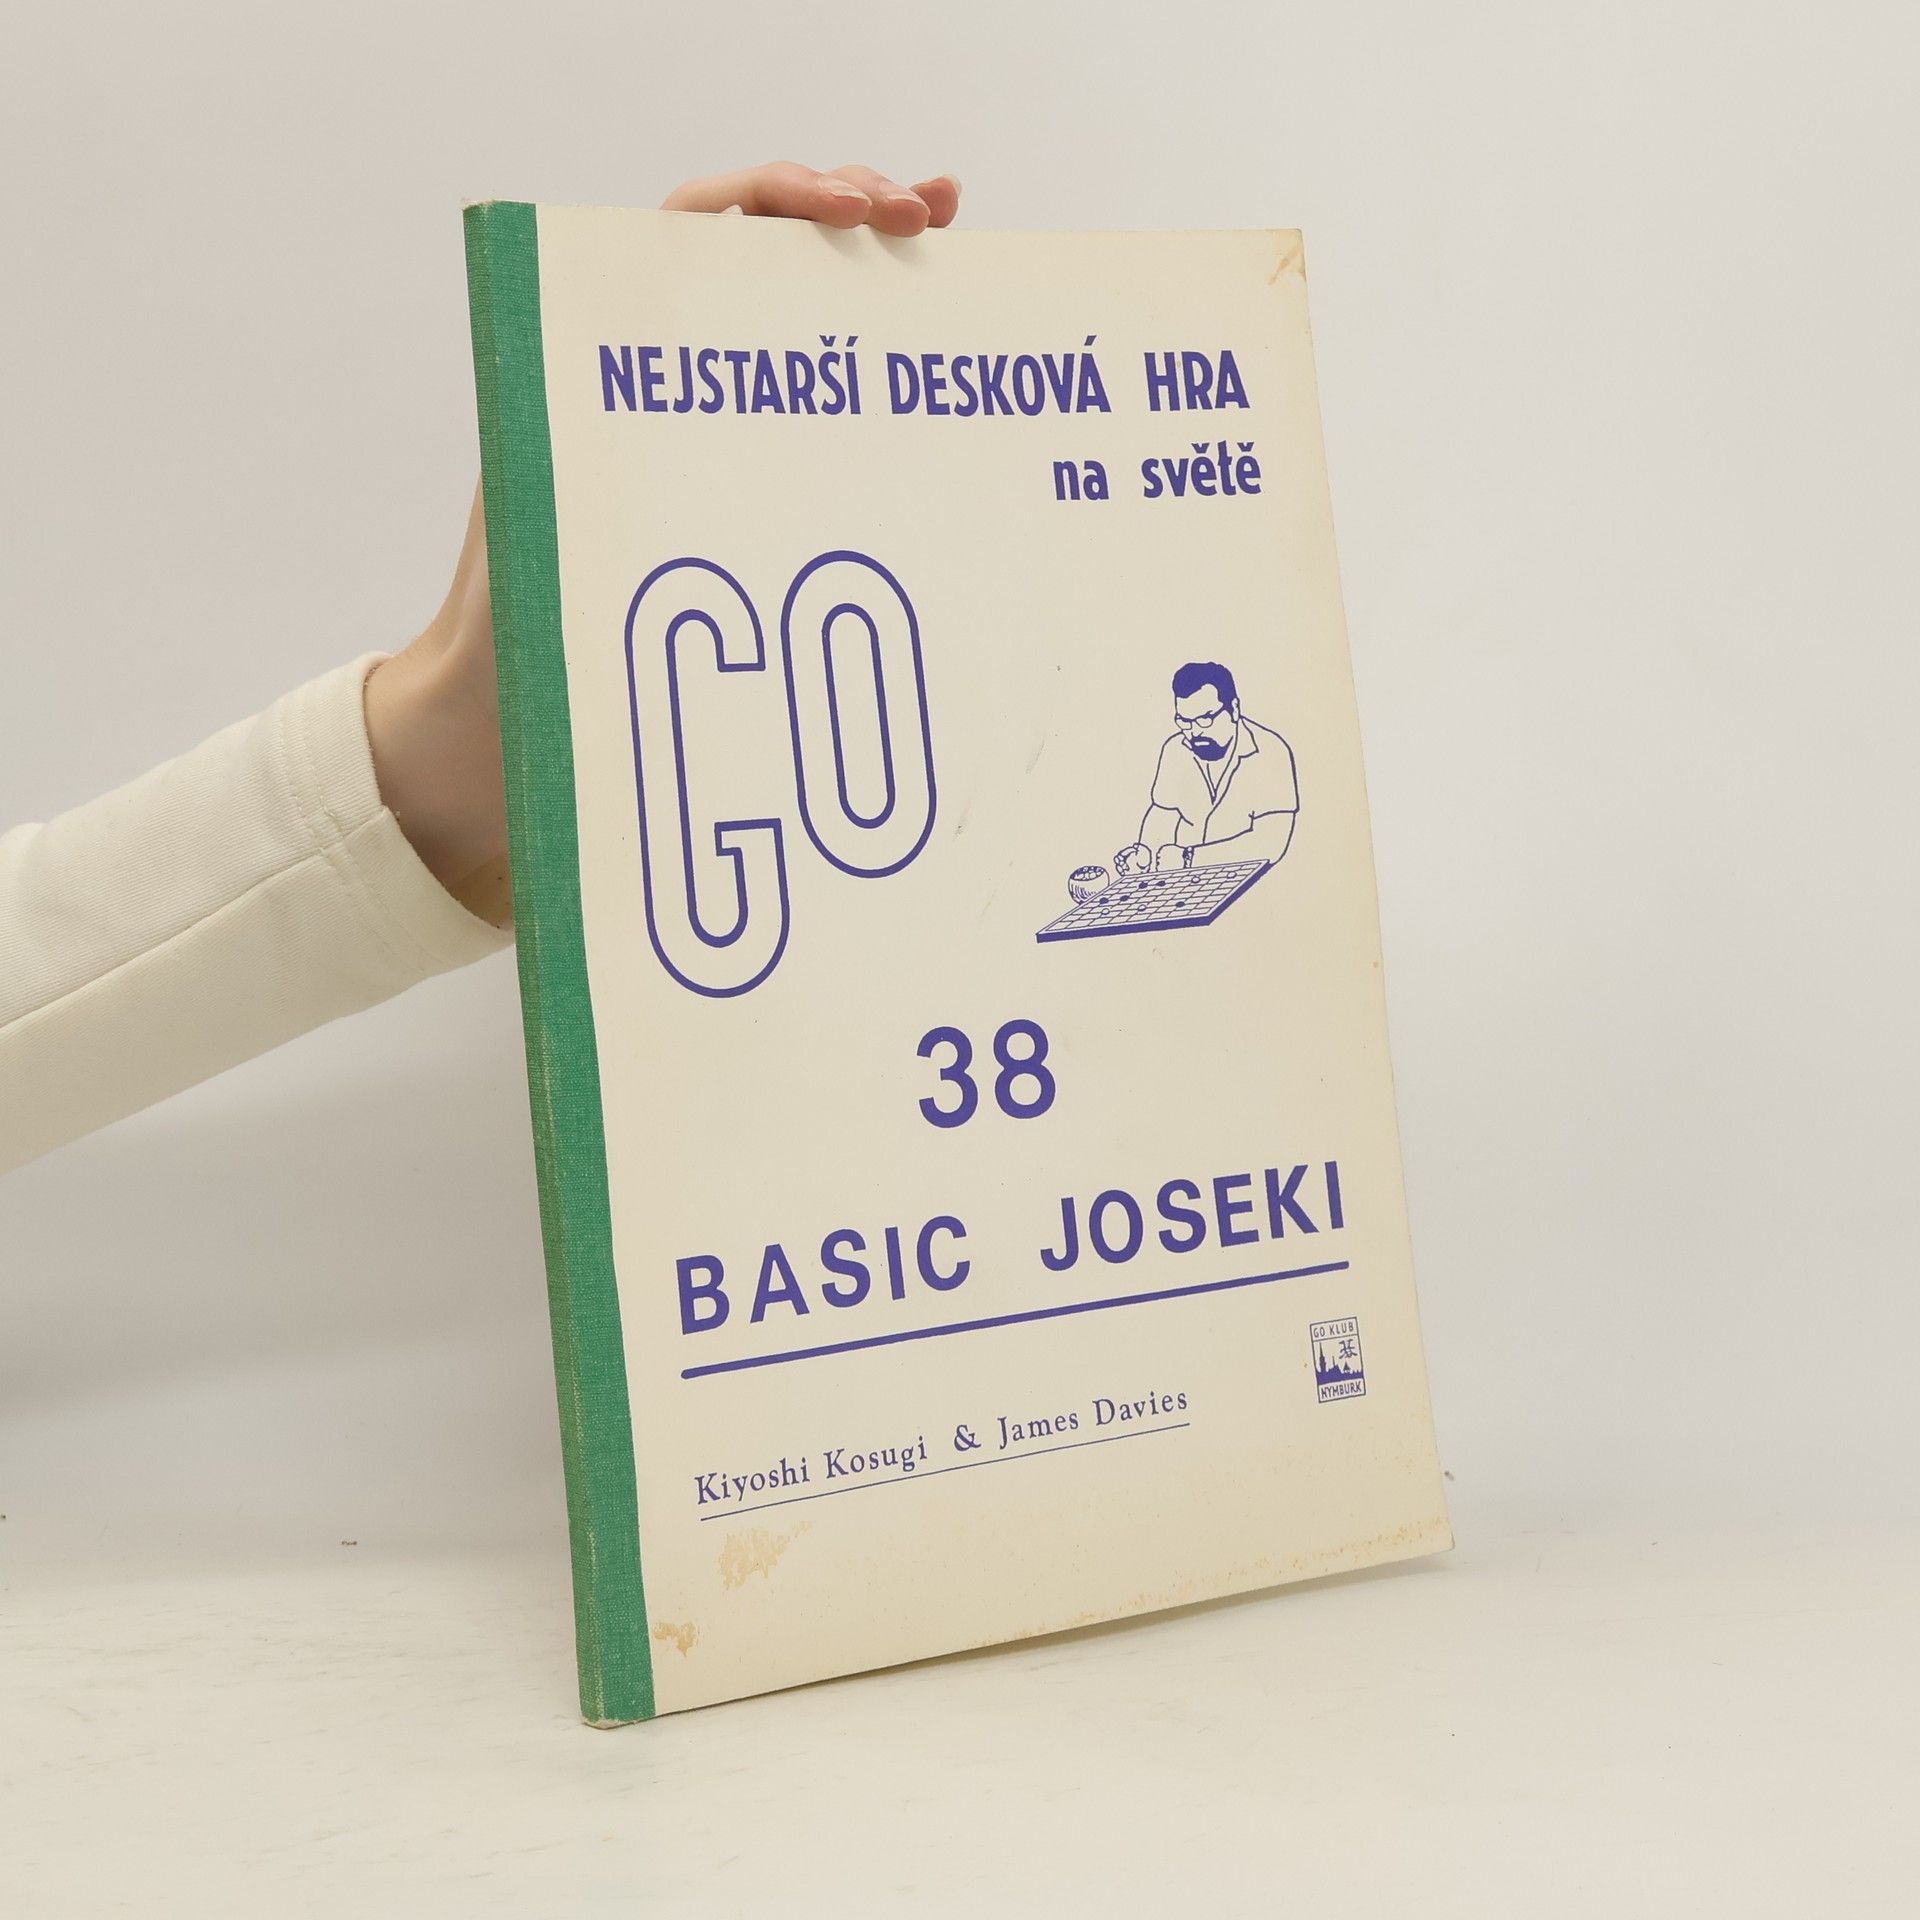 NEJSTARŠÍ DESKOVÁ HRA
na světě
GO
38
BASIC JOSEKI
GO KLUB
NYMBURK
Kiyoshi Kosugi & James Davies